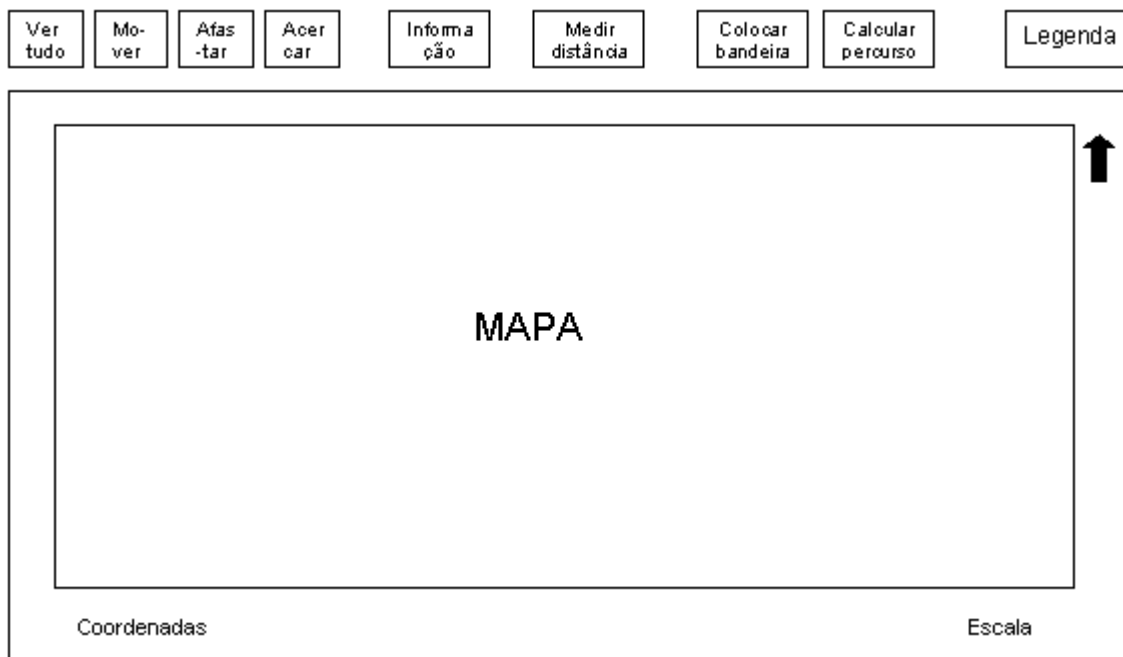 Ver
tudo
Mo-
ver
Afas
-tar
Acer
car
Informa
ção
Medir
distância
Colocar
bandeira
Calcular
percurso
Legenda
MAPA
Coordenadas
Escala